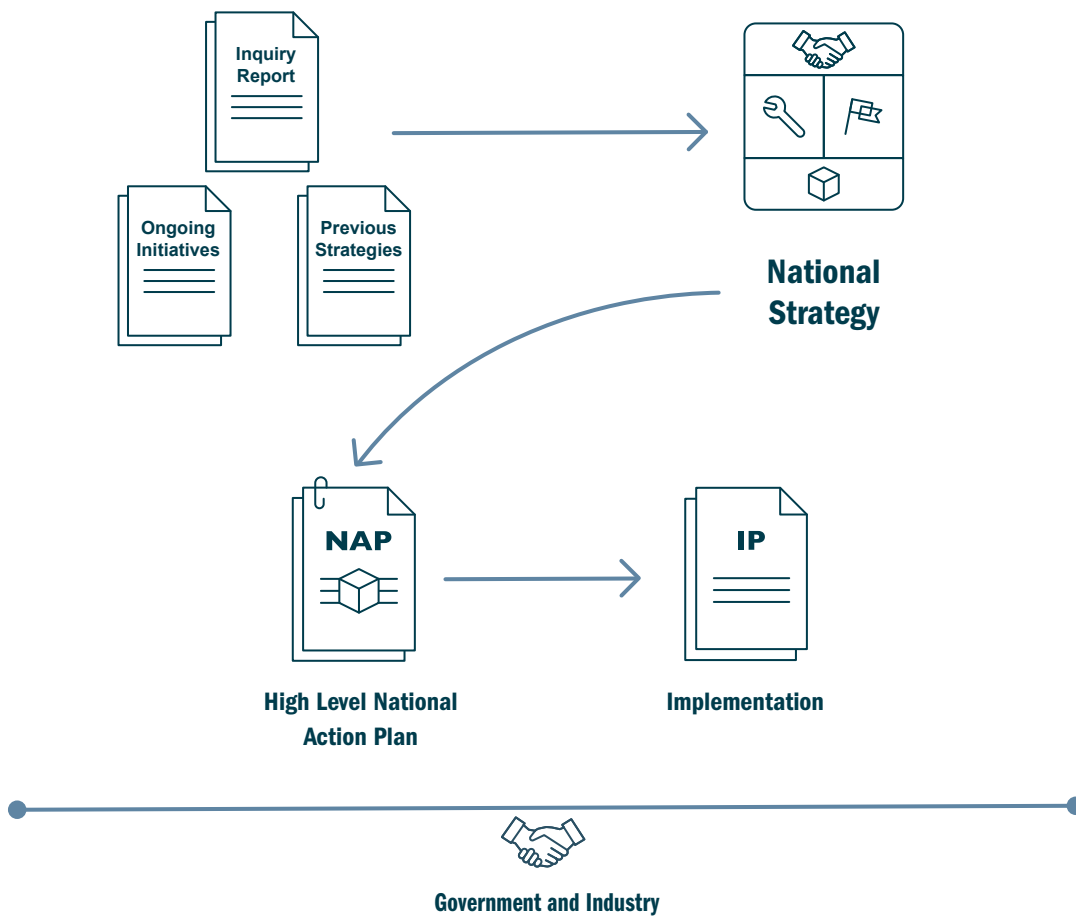 Inquiry
Report
Ongoing
Initiatives
Previous
Strategies
National
Strategy
NAP
IP
High Level National
Action Plan
Implementation
Government and Industry